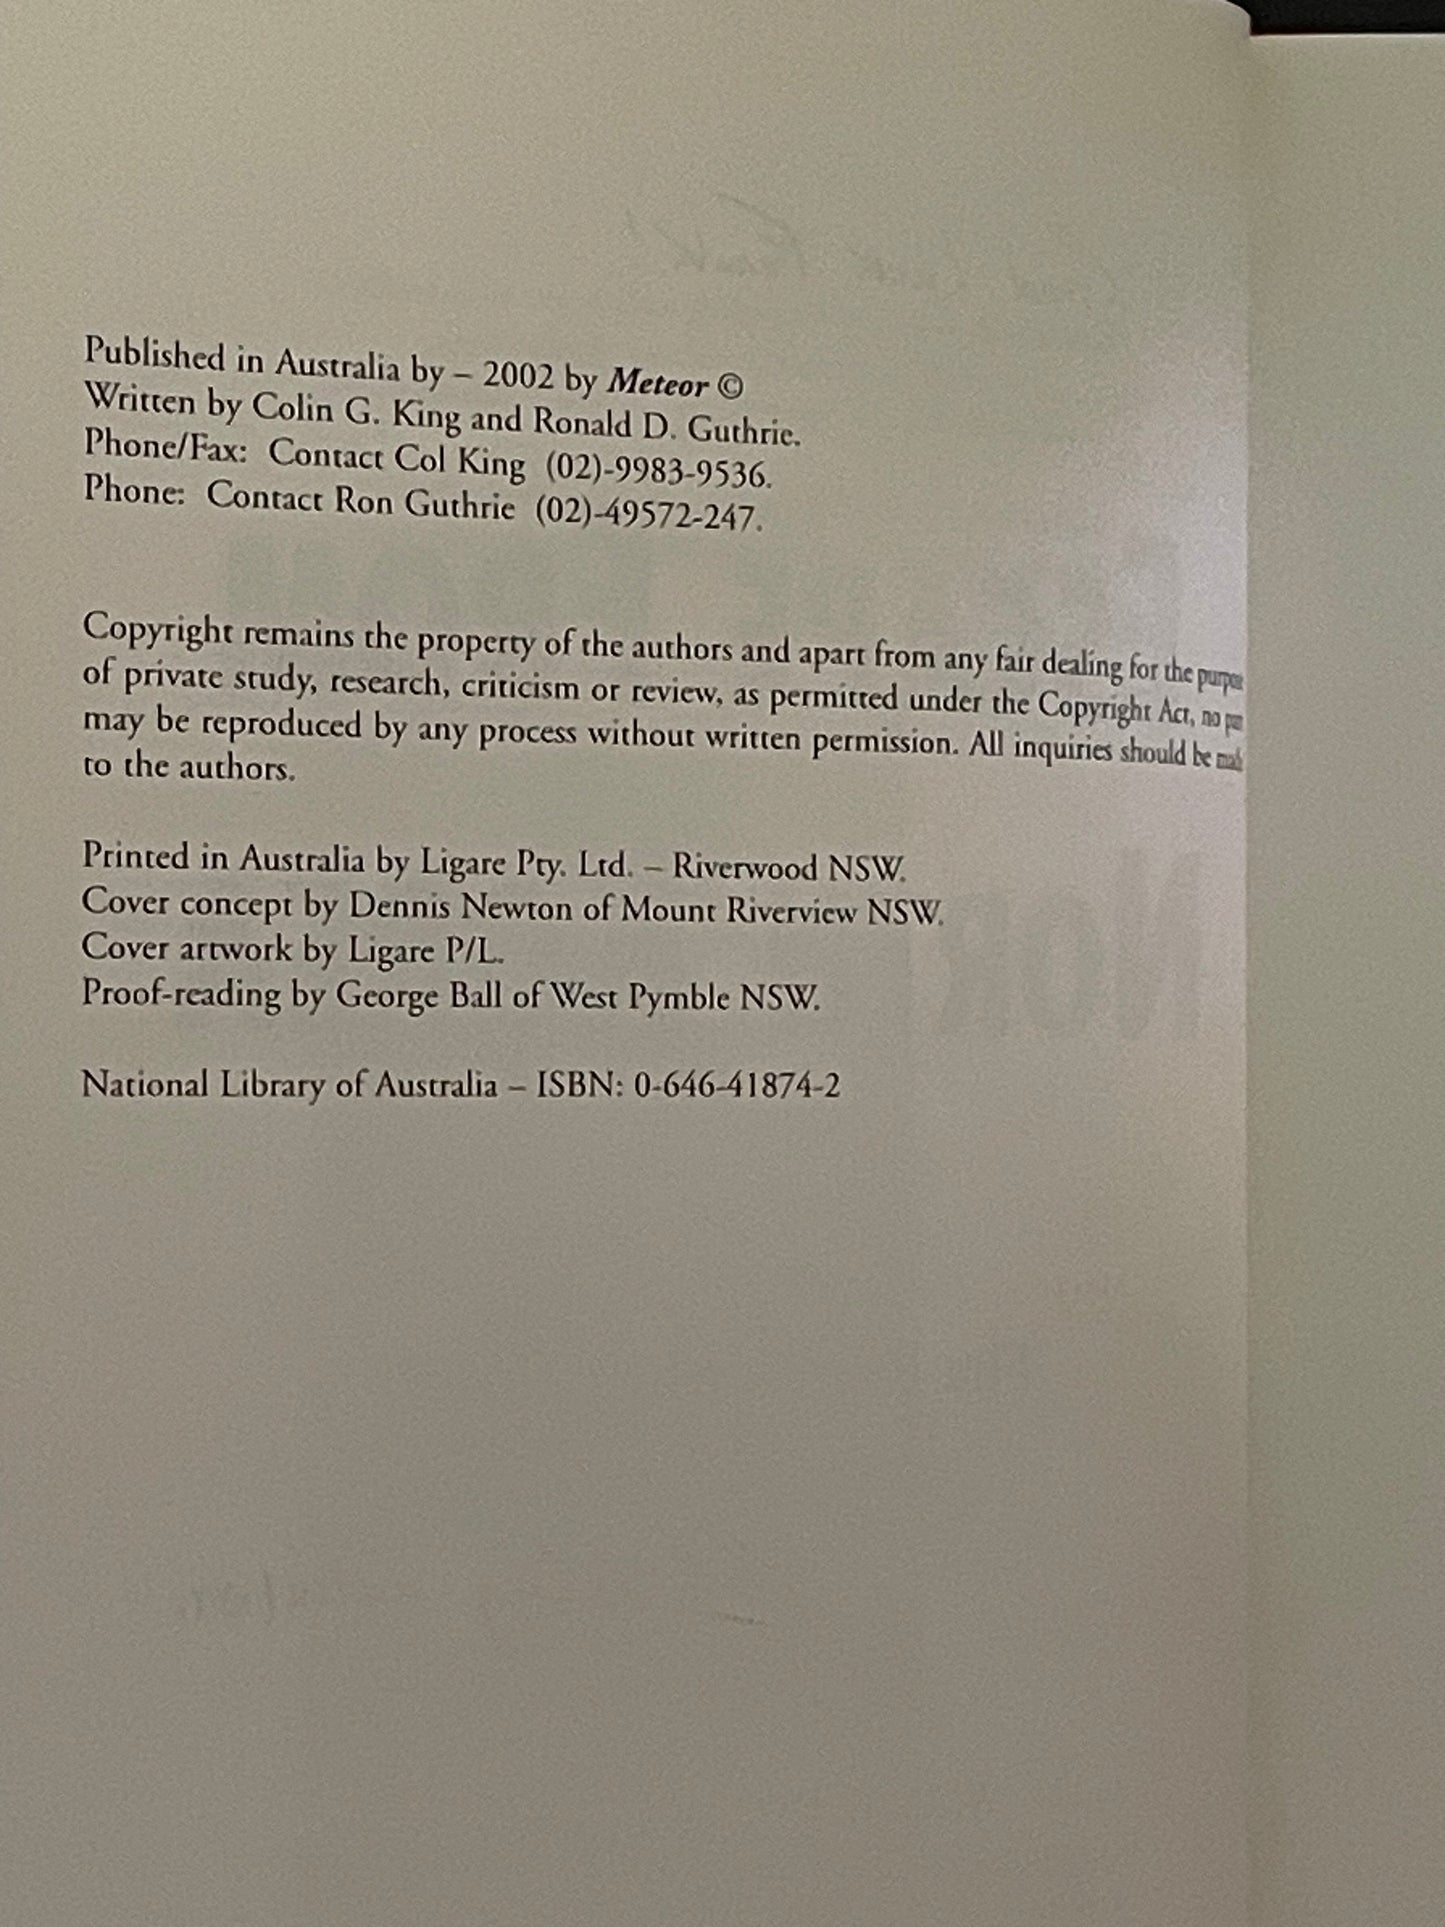 Published in Australia by – 2002 by Meteor ©
Written by Colin G. King and Ronald D. Guthrie.
Phone/Fax: Contact Col King (02)-9983-9536.
Phone: Contact Ron Guthrie (02)-49572-247.
Copyright remains the property of the authors and apart from any fair dealing for the
of private study, research, criticism or review, as permitted under the Copyright Act, no
may be reproduced by any process without written permission. All inquiries should be
to the authors.
Printed in Australia by Ligare Pty. Ltd. – Riverwood NSW.
Cover concept by Dennis Newton of Mount Riverview NSW.
Cover artwork by Ligare P/L.
Proof-reading by George Ball of West Pymble NSW.
National Library of Australia – ISBN: 0-646-41874-2